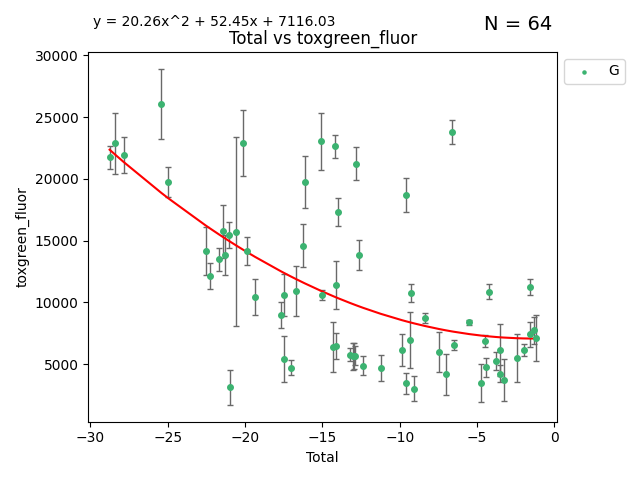 y = 20.26x^2 + 52.45x + 7116.03
N = 64
Total vs toxgreen_fluor
30000
25000
20000
15000
10000
5000
toxgreen_fluor
−30
−25
−20
−15
−10
−5
0
Total
G